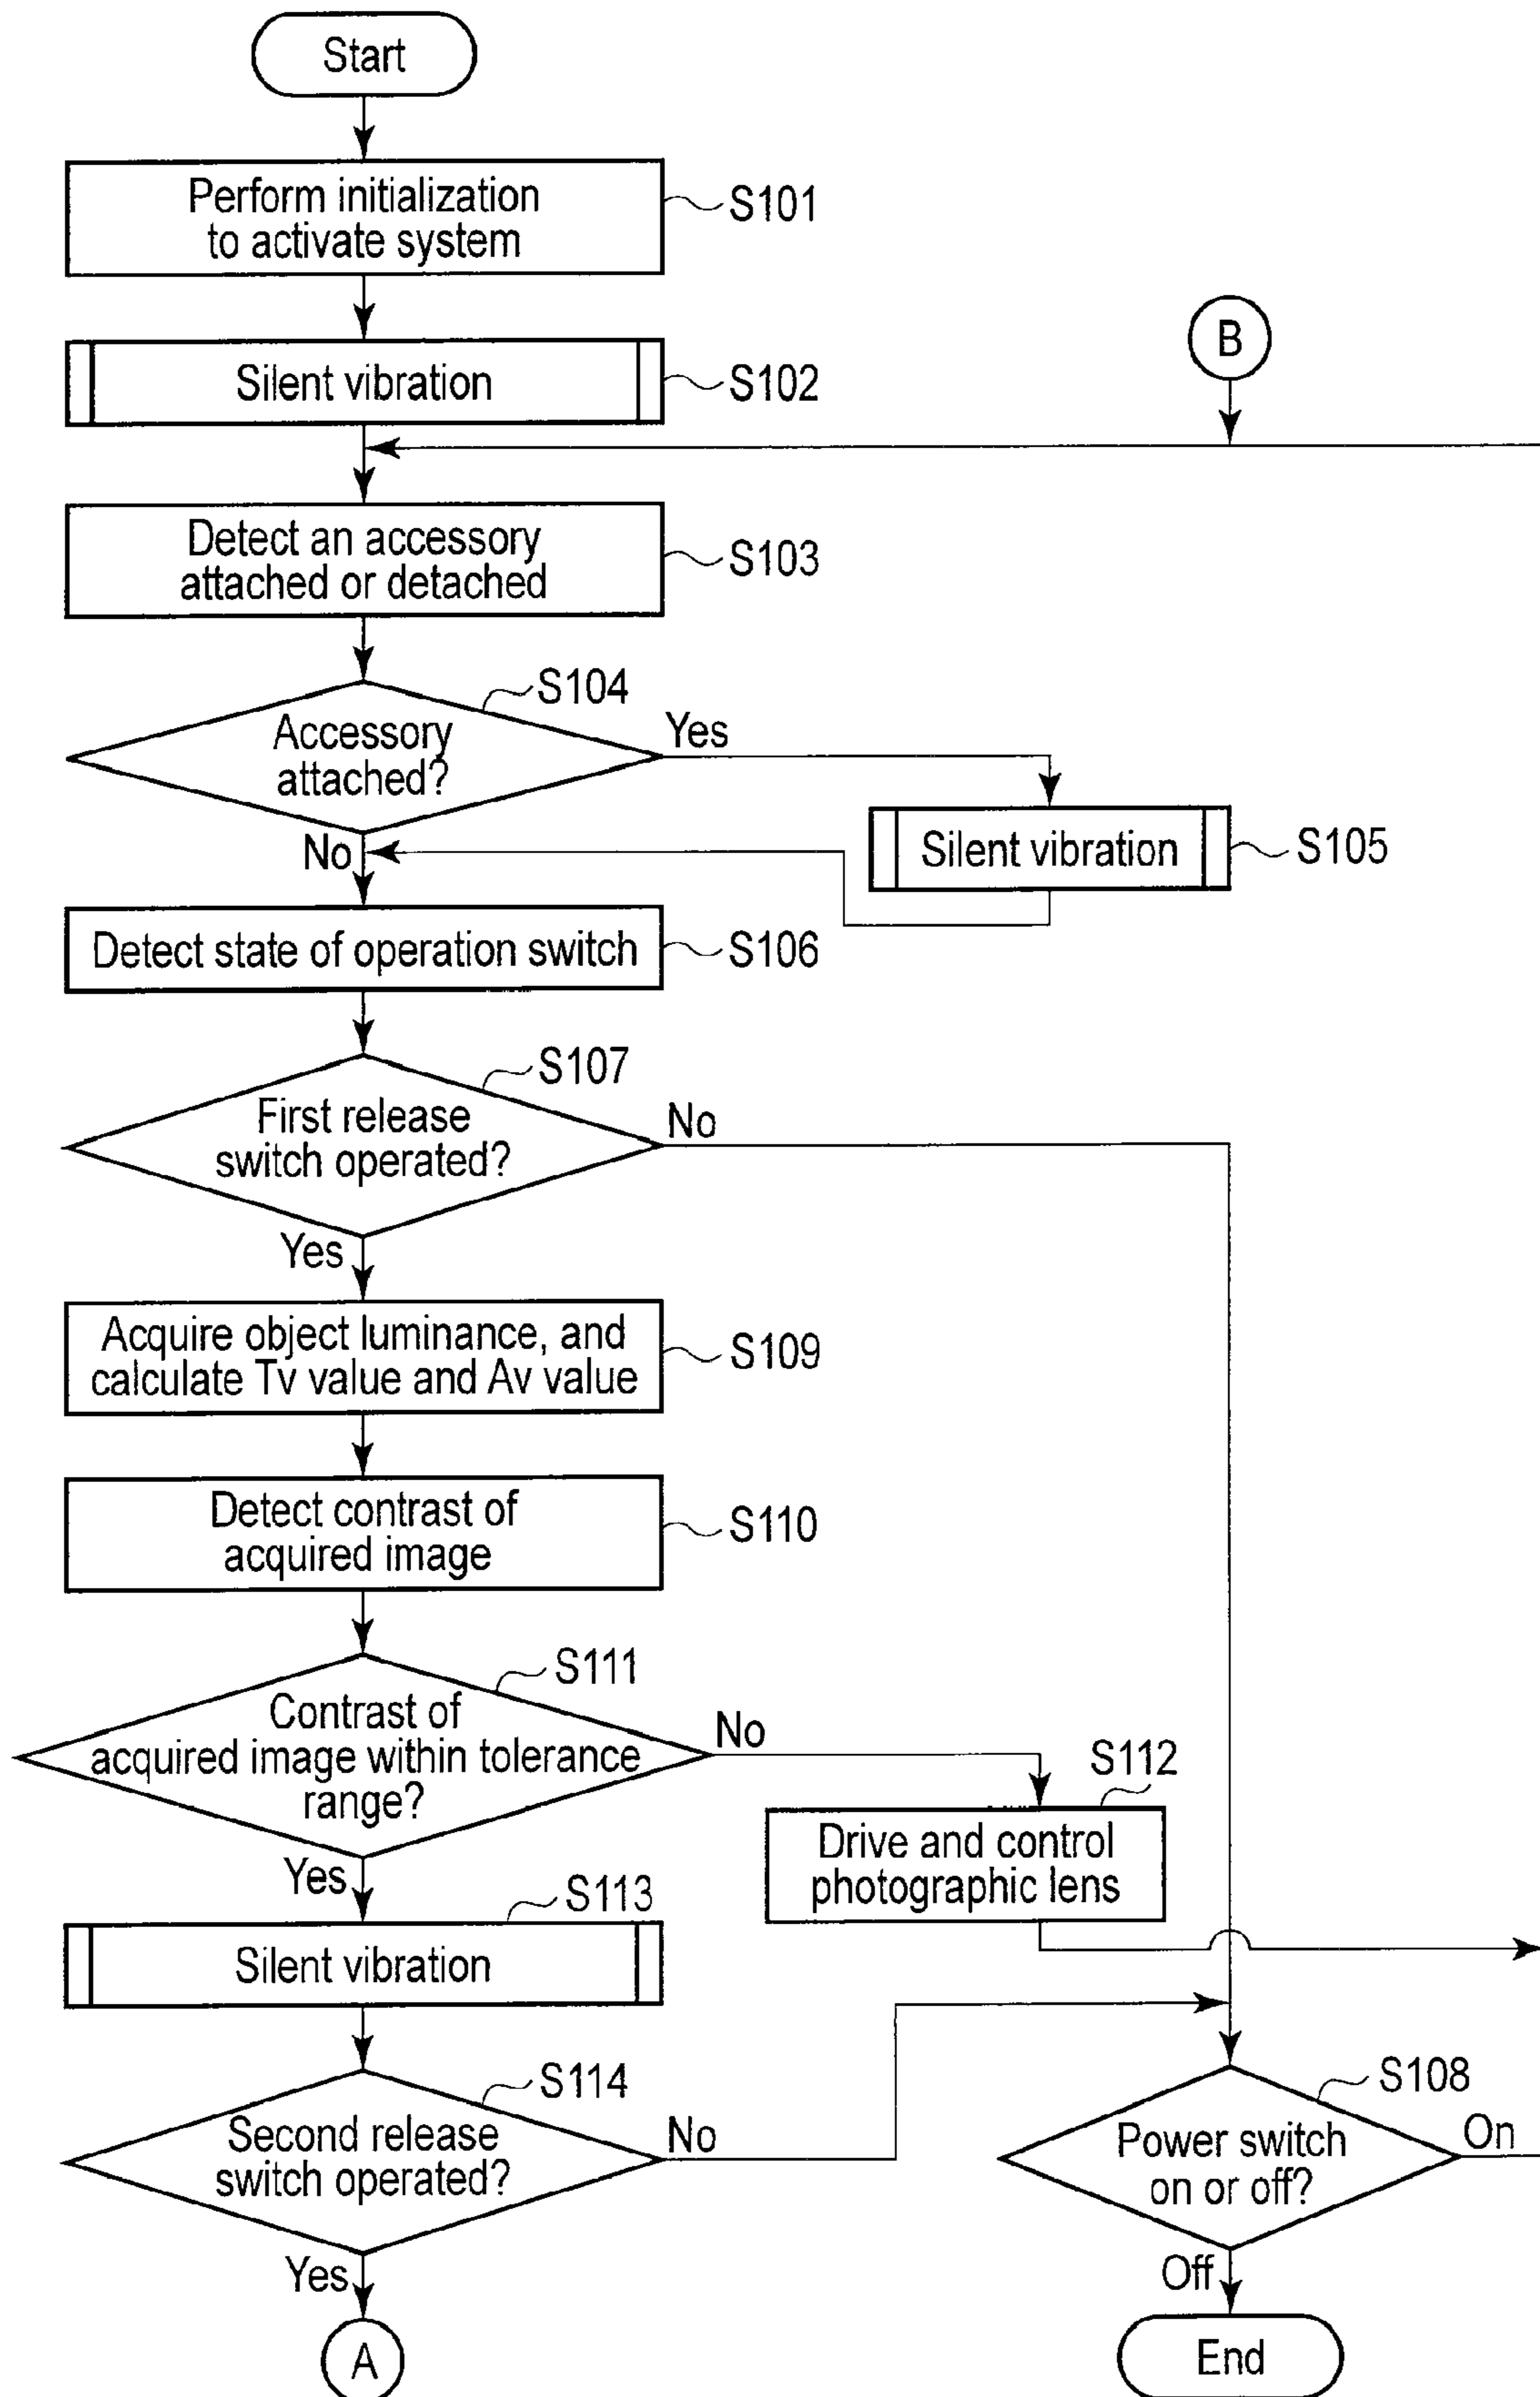 Start
Perform initialization
to activate system
S101
B
Silent vibration
S102
Detect an accessory
attached or detached
S103
S104
Accessory
attached?
Yes
No
Silent vibration
S105
Detect state of operation switch
S106
S107
First release
switch operated?
No
Yes
Acquire object luminance, and
calculate Tv value and Av value
S109
Detect contrast of
acquired image
S110
S111
Contrast of
acquired image within tolerance
range?
No
Yes
S112
Drive and control
photographic lens
S113
Silent vibration
S114
Second release
switch operated?
No
Yes
S108
Power switch
on or off?
On
Off
A
End